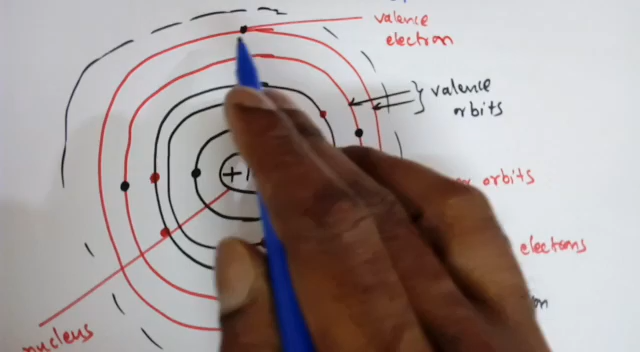 valence
electron
valence
orbits
orbits
electrons
nucleus